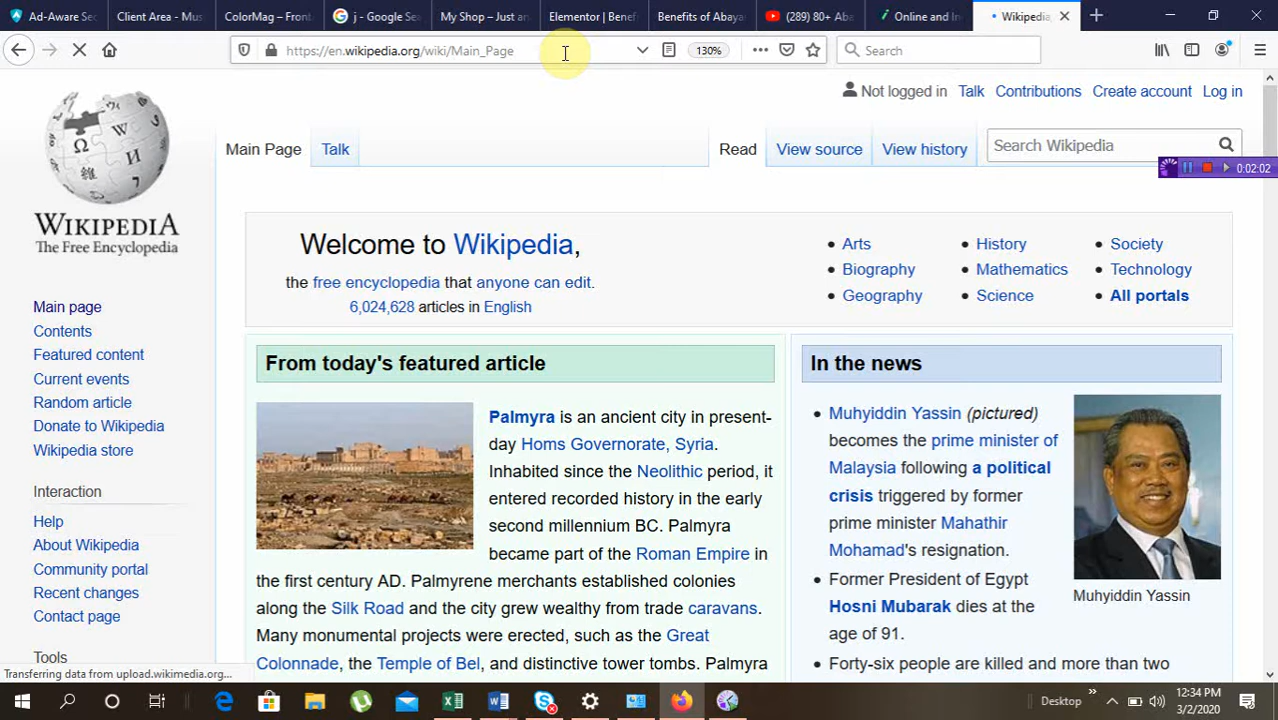 Ad-Aware Sec
Client Area - Mus
ColorMag – Front
j - Google Sea
My Shop – Just an
Elementor | Benef
Benefits of Abaya
(289) 80+ Aba
Online and In
Wikipedia,
https://en.wikipedia.org/wiki/Main_Page
130%
Search
Not logged in Talk Contributions Create account Log in
Main Page Talk Read View source View history Search Wikipedia
0:02:02
WIKIPEDIA
The Free Encyclopedia
Main page
Contents
Featured content
Current events
Random article
Donate to Wikipedia
Wikipedia store
Interaction
Help
About Wikipedia
Community portal
Recent changes
Contact page
Tools
Welcome to Wikipedia,
the free encyclopedia that anyone can edit.
6,024,628 articles in English
Arts
Biography
Geography
History
Mathematics
Science
Society
Technology
All portals
From today's featured article
Palmyra is an ancient city in present-
day Homs Governorate, Syria.
Inhabited since the Neolithic period, it
entered recorded history in the early
second millennium BC. Palmyra
became part of the Roman Empire in
the first century AD. Palmyrene merchants established colonies
along the Silk Road and the city grew wealthy from trade caravans.
Many monumental projects were erected, such as the Great
Colonnade, the Temple of Bel, and distinctive tower tombs. Palmyra
In the news
Muhyiddin Yassin (pictured)
becomes the prime minister of
Malaysia following a political
crisis triggered by former
prime minister Mahathir
Mohamad's resignation.
Muhyiddin Yassin
Former President of Egypt
Hosni Mubarak dies at the
age of 91.
Forty-six people are killed and more than two
Transferring data from upload.wikimedia.org...
Desktop
12:34 PM
3/2/2020